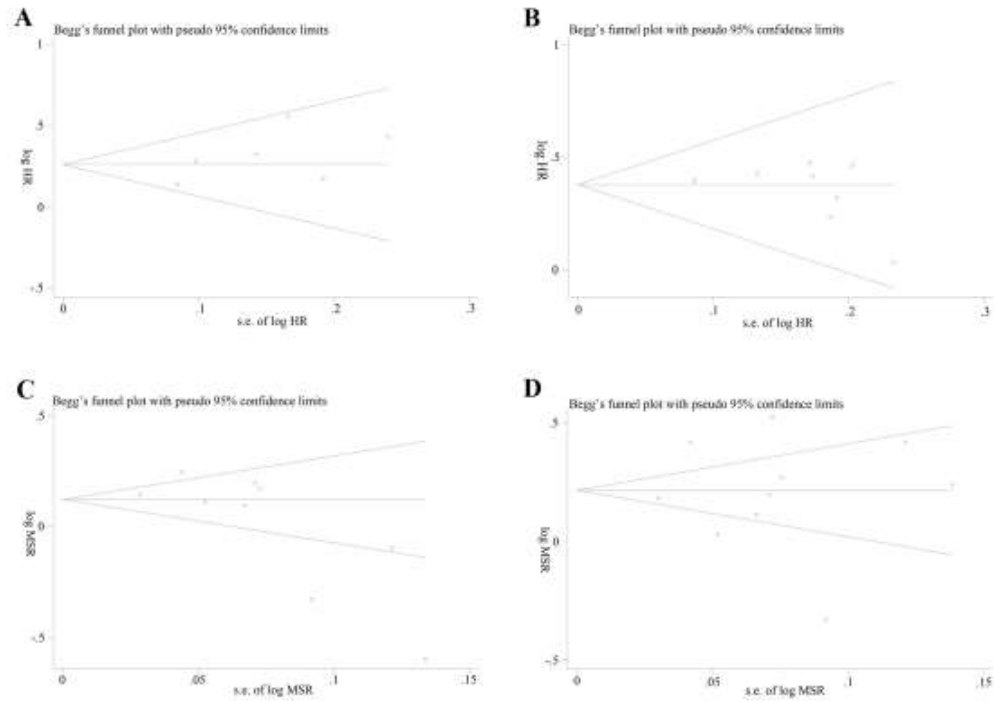 A
Begg's funnel plot with pseudo 95% confidence limits
1
.5
0
-.5
log HR
0
.1
.2
.3
s.e. of log HR
B
Begg's funnel plot with pseudo 95% confidence limits
1
.5
0
log HR
0
.1
.2
.3
s.e. of log HR
C
Begg's funnel plot with pseudo 95% confidence limits
.5
0
-.5
log MSR
0
.05
.1
.15
s.e. of log MSR
D
Begg's funnel plot with pseudo 95% confidence limits
.5
0
-.5
log MSR
0
.05
.1
.15
s.e. of log MSR